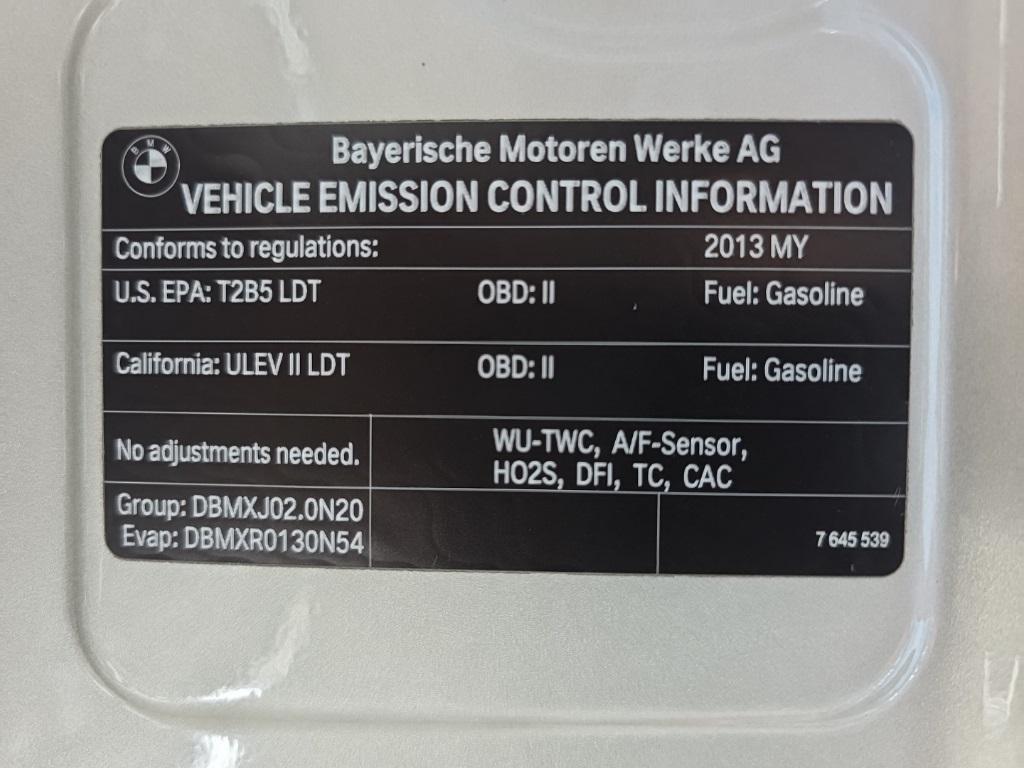 BMW
Bayerische Motoren Werke AG
VEHICLE EMISSION CONTROL INFORMATION
Conforms to regulations: 2013 MY
U.S. EPA: T2B5 LDT OBD: II Fuel: Gasoline
California: ULEV II LDT OBD: II Fuel: Gasoline
No adjustments needed.
WU-TWC, A/F-Sensor,
HO2S, DFI, TC, CAC
Group: DBMXJ02.0N20
Evap: DBMXR0130N54
7 645 539